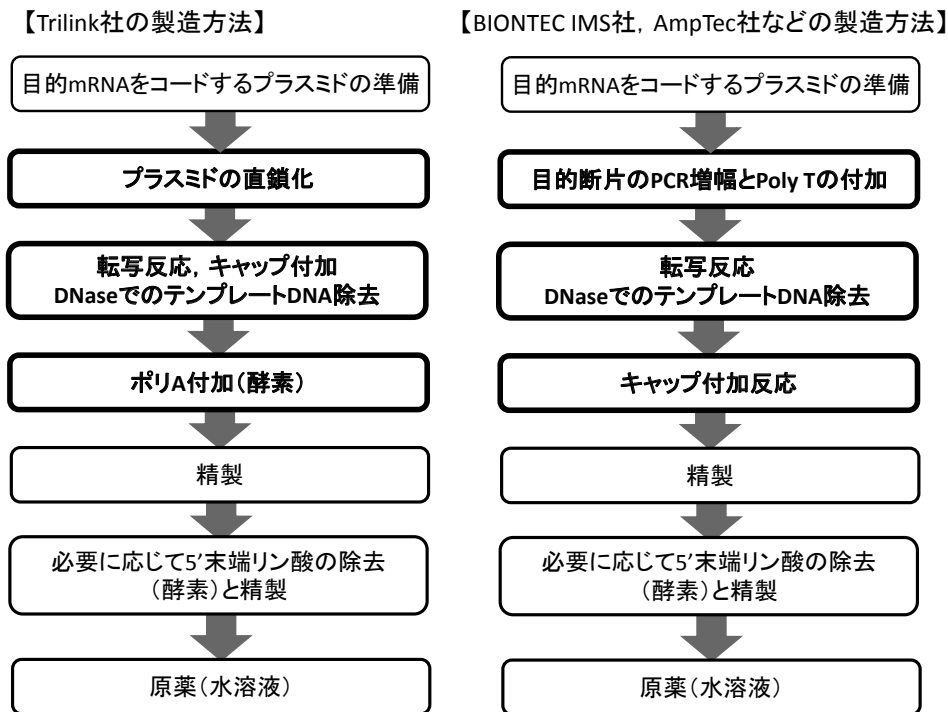 【Trilink社の製造方法】
目的mRNAをコードするプラスミドの準備
プラスミドの直鎖化
転写反応，キャップ付加
DNaseでのテンプレートDNA除去
ポリA付加（酵素）
精製
必要に応じて5’末端リン酸の除去
（酵素）と精製
原薬（水溶液）
【BIONTEC IMS社，AmpTec社などの製造方法】
目的mRNAをコードするプラスミドの準備
目的断片のPCR増幅とPoly Tの付加
転写反応
DNaseでのテンプレートDNA除去
キャップ付加反応
精製
必要に応じて5’末端リン酸の除去
（酵素）と精製
原薬（水溶液）